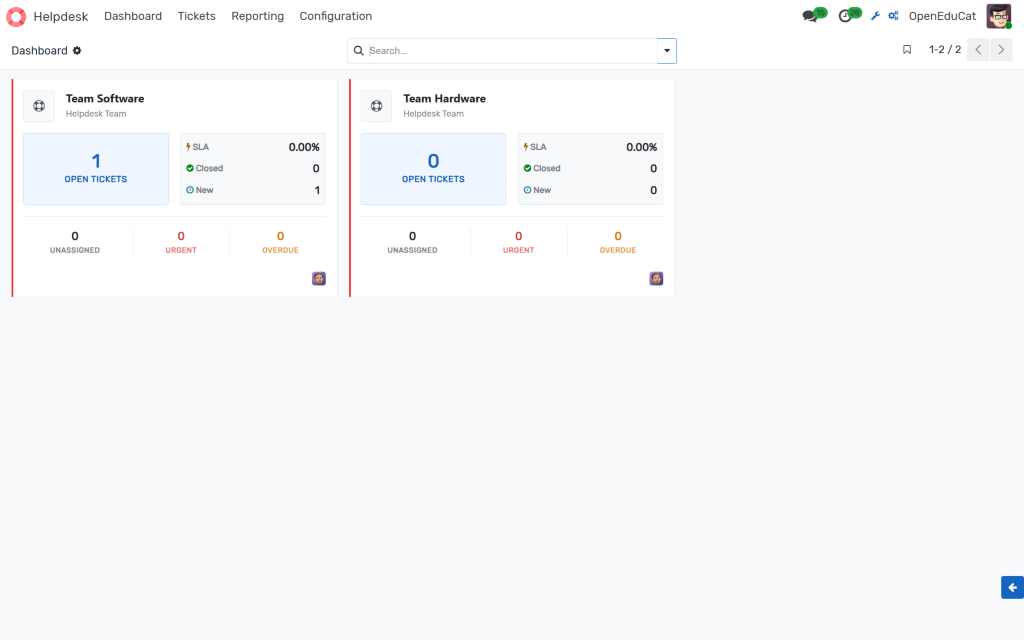 Helpdesk Dashboard Tickets Reporting Configuration 15 28 OpenEduCat
Dashboard Search... 1-2 / 2
Team Software
Helpdesk Team
1
OPEN TICKETS
SLA 0.00%
Closed 0
New 1
0 UNASSIGNED
0 URGENT
0 OVERDUE
Team Hardware
Helpdesk Team
0
OPEN TICKETS
SLA 0.00%
Closed 0
New 0
0 UNASSIGNED
0 URGENT
0 OVERDUE